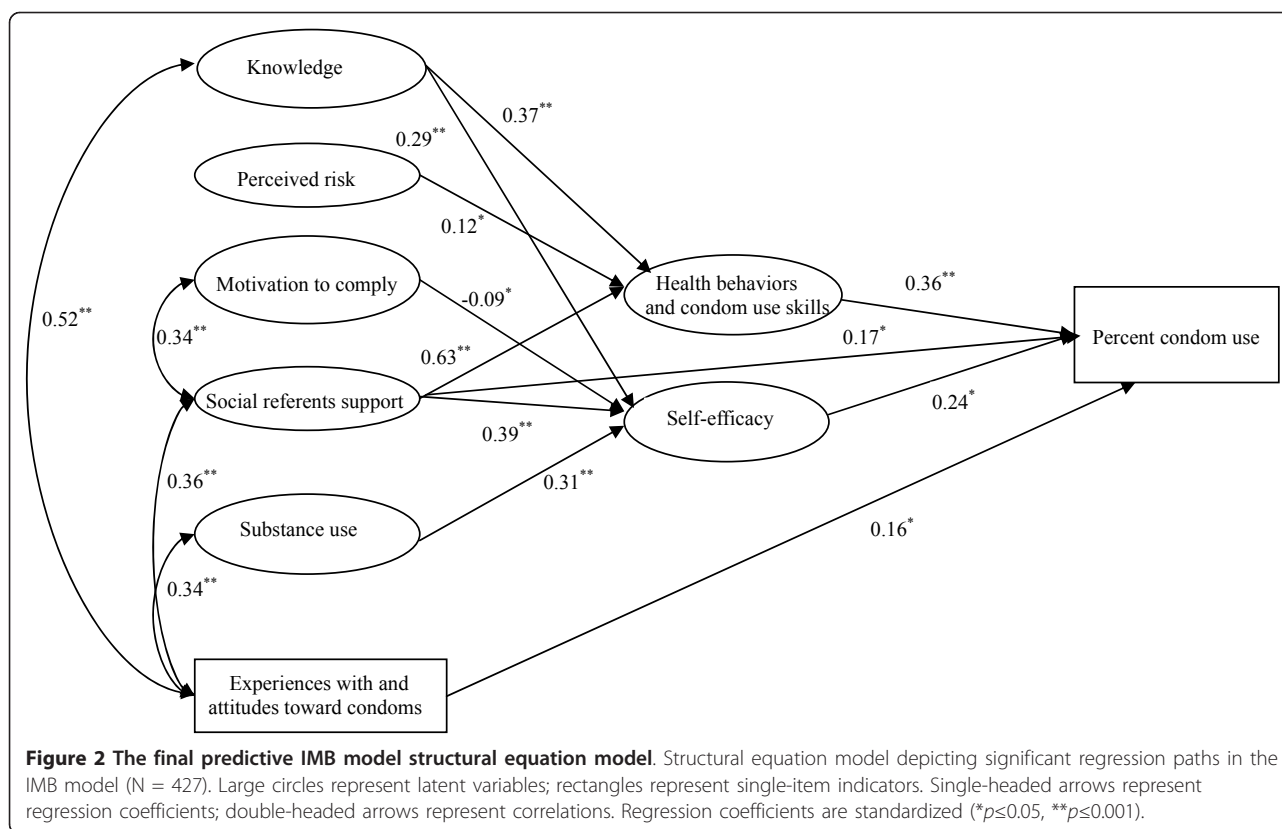 Knowledge
0.37**
0.29**
Perceived risk
0.12*
Motivation to comply
-0.09*
Health behaviors
and condom use skills
0.36**
0.52**
0.34**
0.63**
0.17*
Percent condom use
Social referents support
Self-efficacy
0.24*
0.39**
0.36**
0.31**
Substance use
0.16*
0.34**
Experiences with and
attitudes toward condoms
Figure 2 The final predictive IMB model structural equation model. Structural equation model depicting significant regression paths in the
IMB model (N = 427). Large circles represent latent variables; rectangles represent single-item indicators. Single-headed arrows represent
regression coefficients; double-headed arrows represent correlations. Regression coefficients are standardized (*p≤0.05, **p≤0.001).